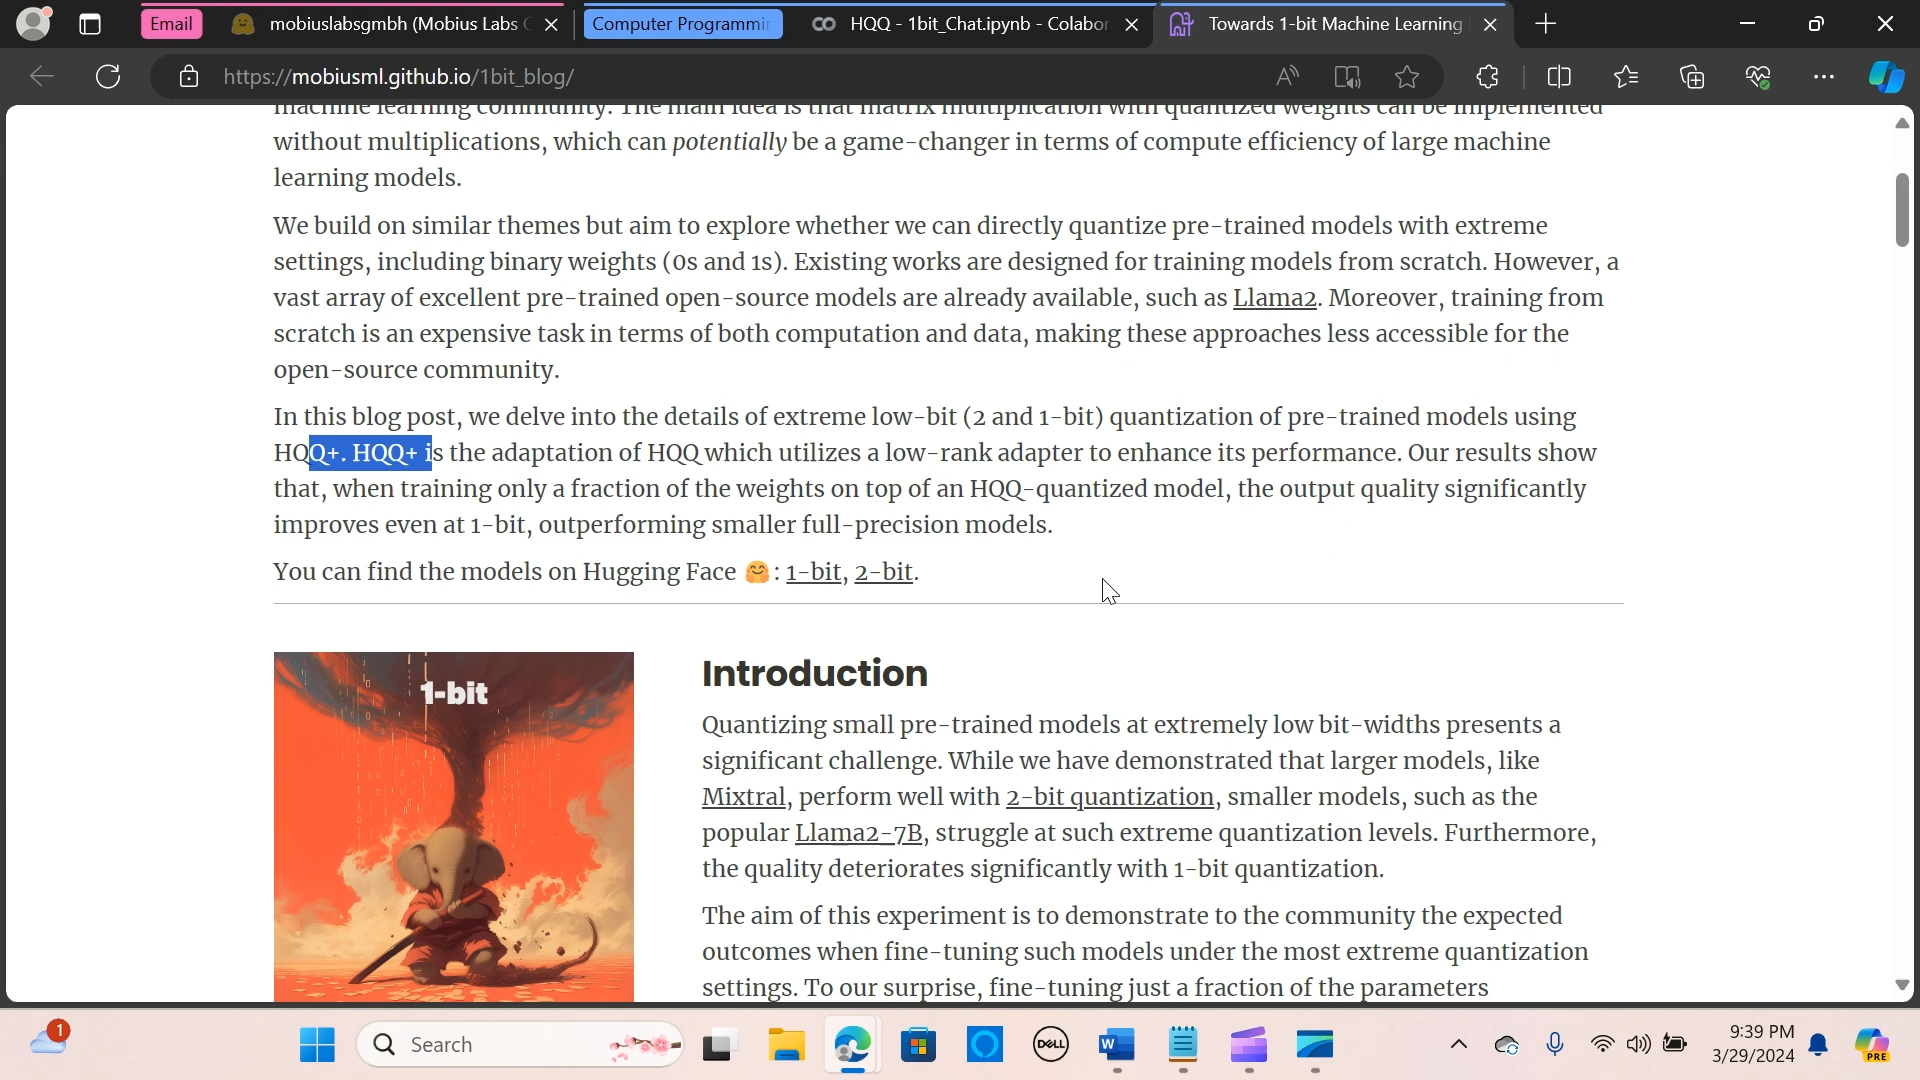 Email
mobiuslabsgmbh (Mobius Labs
Computer Programmin
HQQ - 1bit_Chat.ipynb - Colabor
Towards 1-bit Machine Learning
https://mobiusml.github.io/1bit_blog/
machine learning community. The main idea is that matrix multiplication with quantized weights can be implemented
without multiplications, which can potentially be a game-changer in terms of compute efficiency of large machine
learning models.
We build on similar themes but aim to explore whether we can directly quantize pre-trained models with extreme
settings, including binary weights (0s and 1s). Existing works are designed for training models from scratch. However, a
vast array of excellent pre-trained open-source models are already available, such as Llama2. Moreover, training from
scratch is an expensive task in terms of both computation and data, making these approaches less accessible for the
open-source community.
In this blog post, we delve into the details of extreme low-bit (2 and 1-bit) quantization of pre-trained models using
HQQ+. HQQ+ is the adaptation of HQQ which utilizes a low-rank adapter to enhance its performance. Our results show
that, when training only a fraction of the weights on top of an HQQ-quantized model, the output quality significantly
improves even at 1-bit, outperforming smaller full-precision models.
You can find the models on Hugging Face 🤗: 1-bit, 2-bit.
1-bit
Introduction
Quantizing small pre-trained models at extremely low bit-widths presents a
significant challenge. While we have demonstrated that larger models, like
Mixtral, perform well with 2-bit quantization, smaller models, such as the
popular Llama2-7B, struggle at such extreme quantization levels. Furthermore,
the quality deteriorates significantly with 1-bit quantization.
The aim of this experiment is to demonstrate to the community the expected
outcomes when fine-tuning such models under the most extreme quantization
settings. To our surprise, fine-tuning just a fraction of the parameters
1
Search
DELL
W
9:39 PM
3/29/2024
PRE